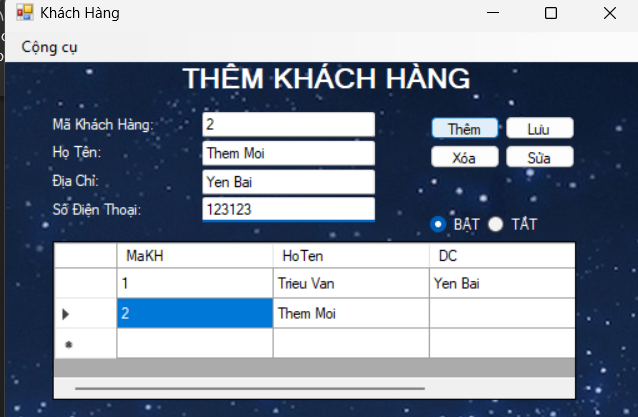 Khách Hàng
Cộng cụ
THÊM KHÁCH HÀNG
Mã Khách Hàng: 2
Họ Tên: Them Moi
Địa Chỉ: Yen Bai
Số Điện Thoại: 123123
Thêm Lưu
Xóa Sửa
BẬT TẮT
MaKH HoTen DC
1 Trieu Van Yen Bai
2 Them Moi